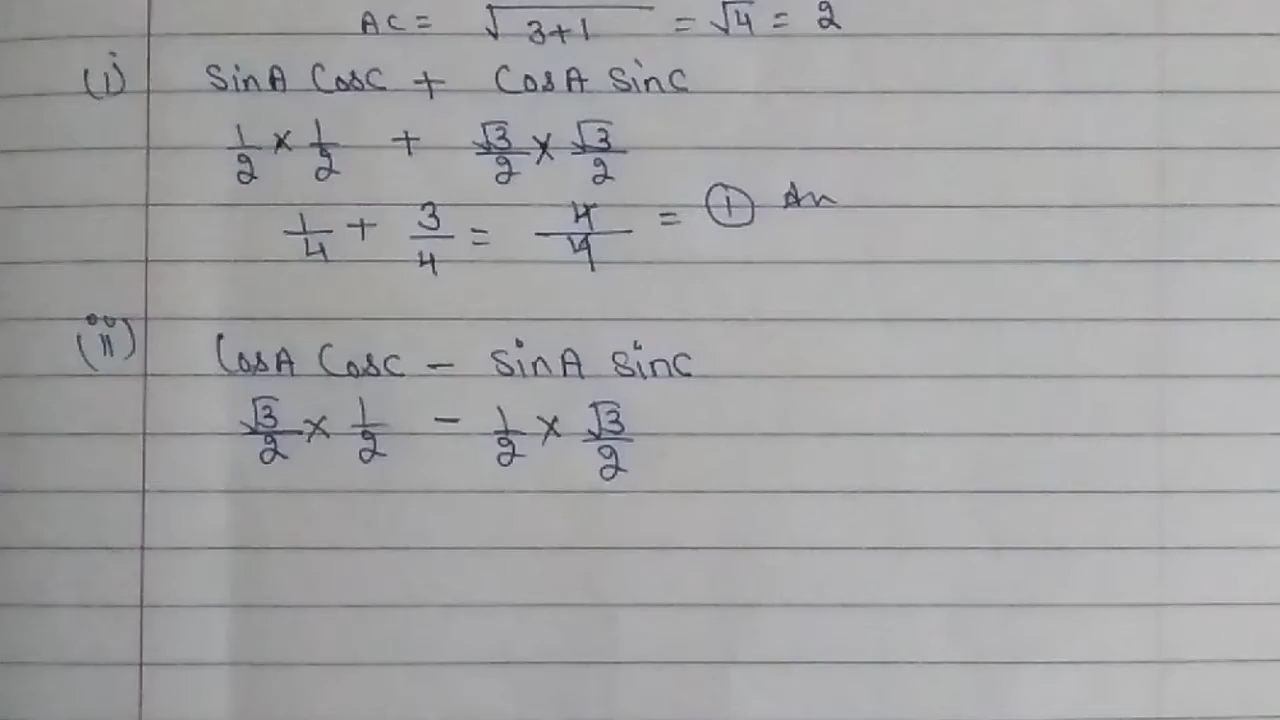 AC = √3+1 = √4 = 2
(i) SinA CosC + CosA SinC
1/2 × 1/2 + √3/2 × √3/2
1/4 + 3/4 = 4/4 = 1 An
(ii) CosA CosC - SinA SinC
√3/2 × 1/2 - 1/2 × √3/2